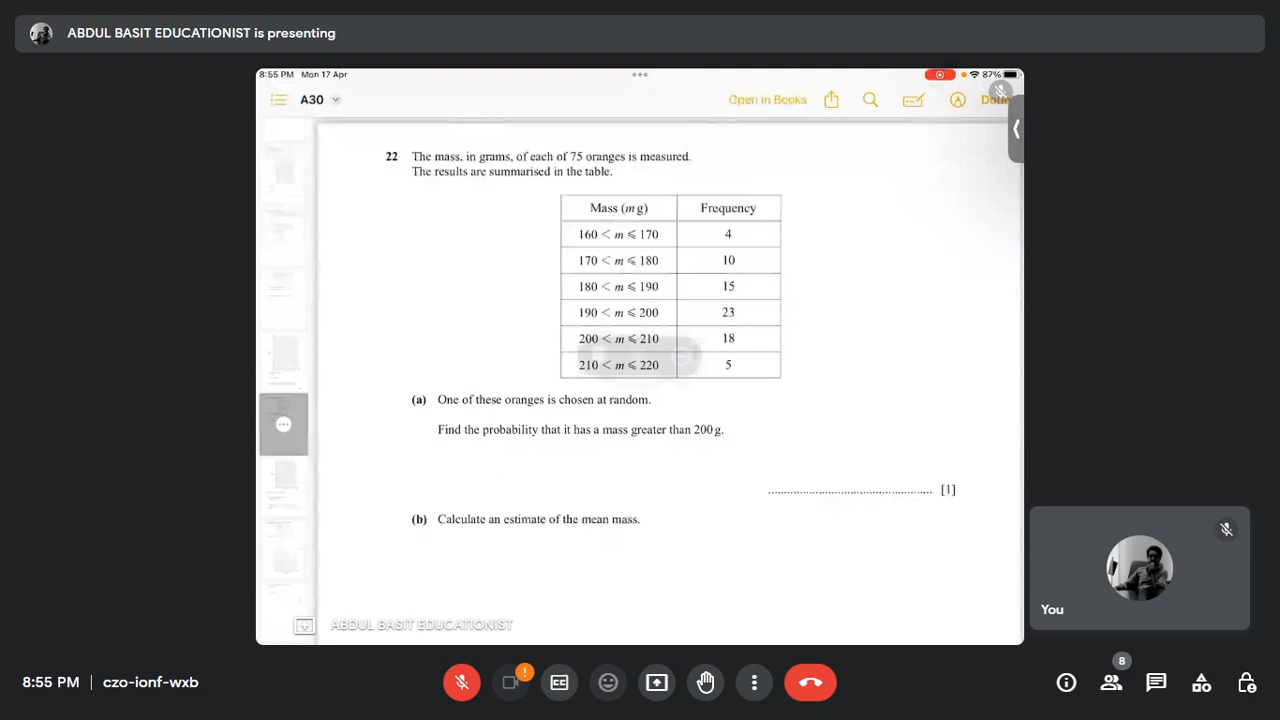 ABDUL BASIT EDUCATIONIST is presenting
8:55 PM Mon 17 Apr
87%
A30
Open in Books
22 The mass, in grams, of each of 75 oranges is measured.
The results are summarised in the table.
Mass (m g) Frequency
160 < m ⩽ 170 4
170 < m ⩽ 180 10
180 < m ⩽ 190 15
190 < m ⩽ 200 23
200 < m ⩽ 210 18
210 < m ⩽ 220 5
(a) One of these oranges is chosen at random.
Find the probability that it has a mass greater than 200 g.
.................................................. [1]
(b) Calculate an estimate of the mean mass.
ABDUL BASIT EDUCATIONIST
You
8
8:55 PM | czo-ionf-wxb